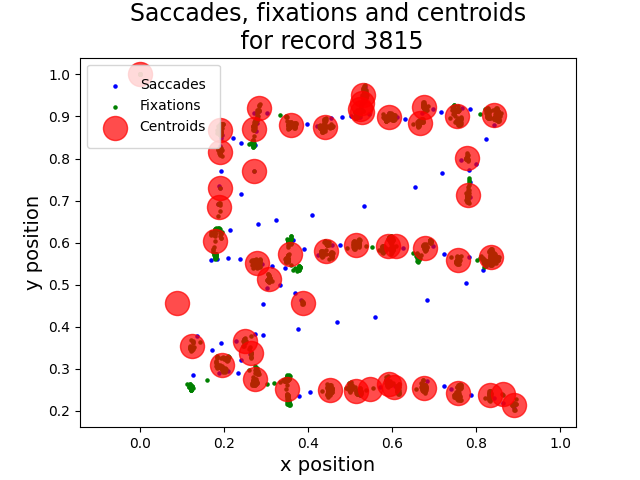 Saccades, fixations and centroids
for record 3815
Saccades
Fixations
Centroids
y position
1.0
0.9
0.8
0.7
0.6
0.5
0.4
0.3
0.2
0.0 0.2 0.4 0.6 0.8 1.0
x position